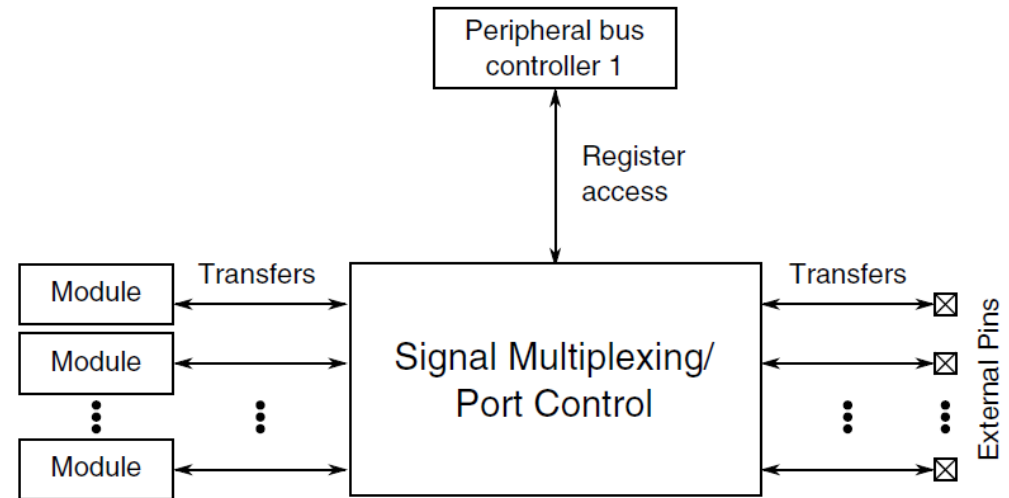 Peripheral bus
controller 1
Register
access
Module
Transfers
Transfers
Module
Signal Multiplexing/
Port Control
Module
External Pins